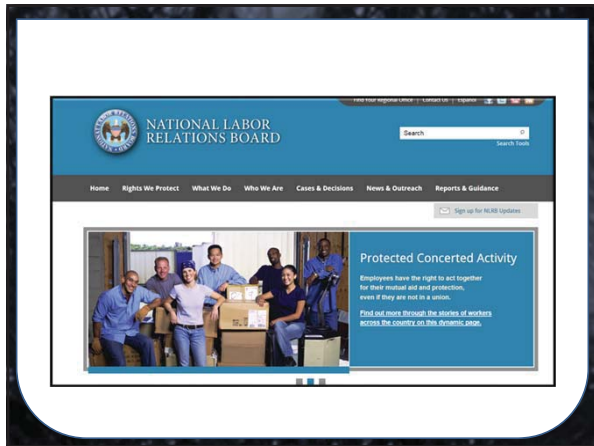 Find Your Regional Office | Contact Us | Español
NATIONAL LABOR
RELATIONS BOARD
Search
Search Tools
Home Rights We Protect What We Do Who We Are Cases & Decisions News & Outreach Reports & Guidance
Sign up for NLRB Updates
Protected Concerted Activity
Employees have the right to act together
for their mutual aid and protection,
even if they are not in a union.
Find out more through the stories of workers
across the country on this dynamic page.